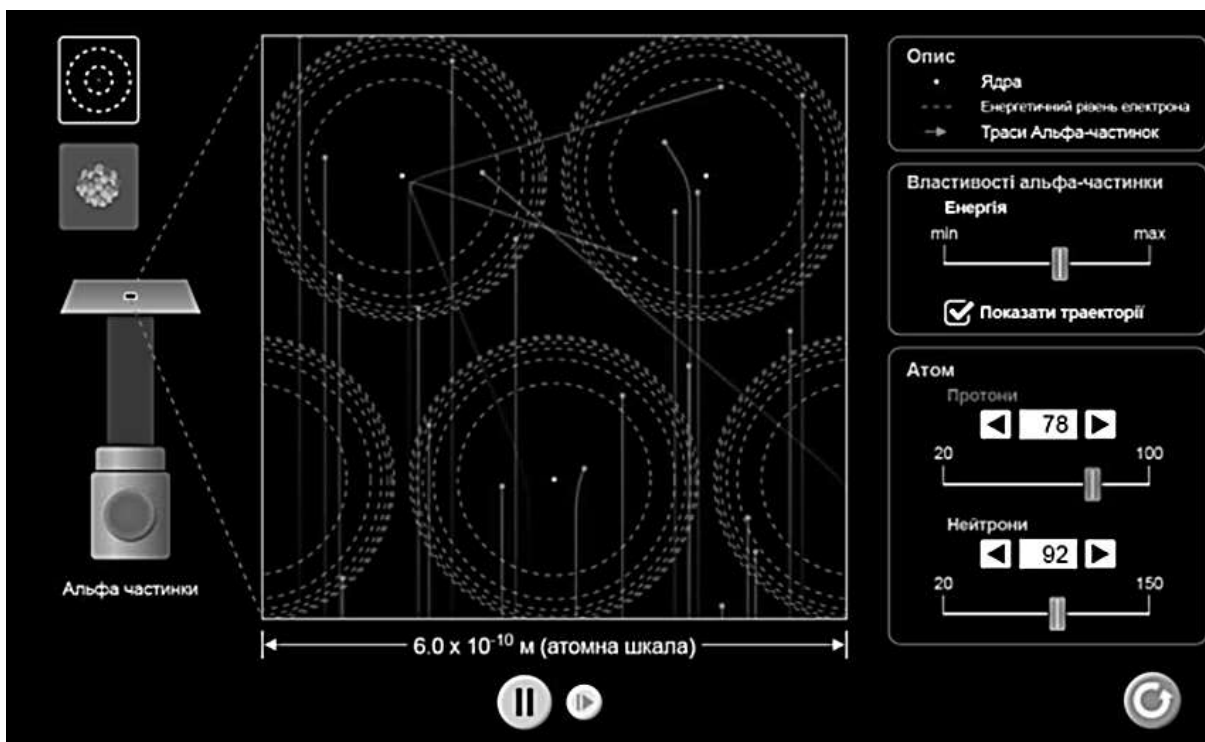 Опис
Ядра
Енергетичний рівень електрона
Траси Альфа-частинок
Властивості альфа-частинки
Енергія
min max
Показати траекторії
Атом
Протони
78
20 100
Нейтрони
92
20 150
Альфа частинки
6.0 x 10⁻¹⁰ м (атомна шкала)